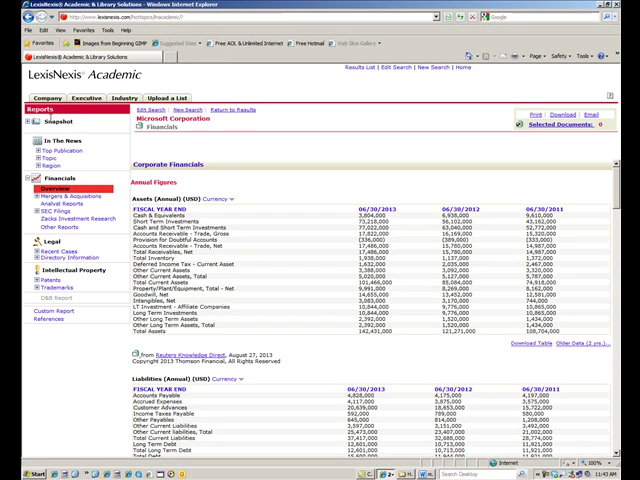 LexisNexis® Academic & Library Solutions - Windows Internet Explorer
http://w3.lexisnexis.com/hottopics/lnacademic/?
Google
File Edit View Favorites Tools Help
Favorites Images from Beginning GIMP Suggested Sites Free AOL & Unlimited Internet Free Hotmail Web Slice Gallery
LexisNexis® Academic & Library Solutions
Page Safety Tools
LexisNexis® Academic
Results List | Edit Search | New Search | Home
Company Executive Industry Upload a List
Reports
Edit Search New Search Return to Results
Print | Download | Email
Selected Documents: 0
Microsoft Corporation
Financials
Snapshot
In The News
Top Publication
Topic
Region
Financials
Overview
Mergers & Acquisitions
Analyst Reports
SEC Filings
Zacks Investment Research
Other Reports
Legal
Recent Cases
Directory Information
Intellectual Property
Patents
Trademarks
D&B Report
Custom Report
References
Corporate Financials
Annual Figures
Assets (Annual) (USD) Currency
FISCAL YEAR END 06/30/2013 06/30/2012 06/30/2011
Cash & Equivalents 3,804,000 6,938,000 9,610,000
Short Term Investments 73,218,000 56,102,000 43,162,000
Cash and Short Term Investments 77,022,000 63,040,000 52,772,000
Accounts Receivable - Trade, Gross 17,822,000 16,169,000 15,320,000
Provision for Doubtful Accounts (336,000) (389,000) (333,000)
Accounts Receivable - Trade, Net 17,486,000 15,780,000 14,987,000
Total Receivables, Net 17,486,000 15,780,000 14,987,000
Total Inventory 1,938,000 1,137,000 1,372,000
Deferred Income Tax - Current Asset 1,632,000 2,035,000 2,467,000
Other Current Assets 3,388,000 3,092,000 3,320,000
Other Current Assets, Total 5,020,000 5,127,000 5,787,000
Total Current Assets 101,466,000 85,084,000 74,918,000
Property/Plant/Equipment, Total - Net 9,991,000 8,269,000 8,162,000
Goodwill, Net 14,655,000 13,452,000 12,581,000
Intangibles, Net 3,083,000 3,170,000 744,000
LT Investment - Affiliate Companies 10,844,000 9,776,000 10,865,000
Long Term Investments 10,844,000 9,776,000 10,865,000
Other Long Term Assets 2,392,000 1,520,000 1,434,000
Other Long Term Assets, Total 2,392,000 1,520,000 1,434,000
Total Assets 142,431,000 121,271,000 108,704,000
Download Table Older Data (2 yrs.)...
from Reuters Knowledge Direct, August 27, 2013
Copyright 2013 Thomson Financial, All Rights Reserved
Liabilities (Annual) (USD) Currency
FISCAL YEAR END 06/30/2013 06/30/2012 06/30/2011
Accounts Payable 4,828,000 4,175,000 4,197,000
Accrued Expenses 4,117,000 3,875,000 3,575,000
Customer Advances 20,639,000 18,653,000 15,722,000
Income Taxes Payable 592,000 789,000 580,000
Other Payables 645,000 814,000 1,208,000
Other Current Liabilities 3,597,000 3,151,000 3,492,000
Other Current liabilities, Total 25,473,000 23,407,000 21,002,000
Total Current Liabilities 37,417,000 32,688,000 28,774,000
Long Term Debt 12,601,000 10,713,000 11,921,000
Total Long Term Debt 12,601,000 10,713,000 11,921,000
Internet 100%
Start Search Desktop 11:43 AM